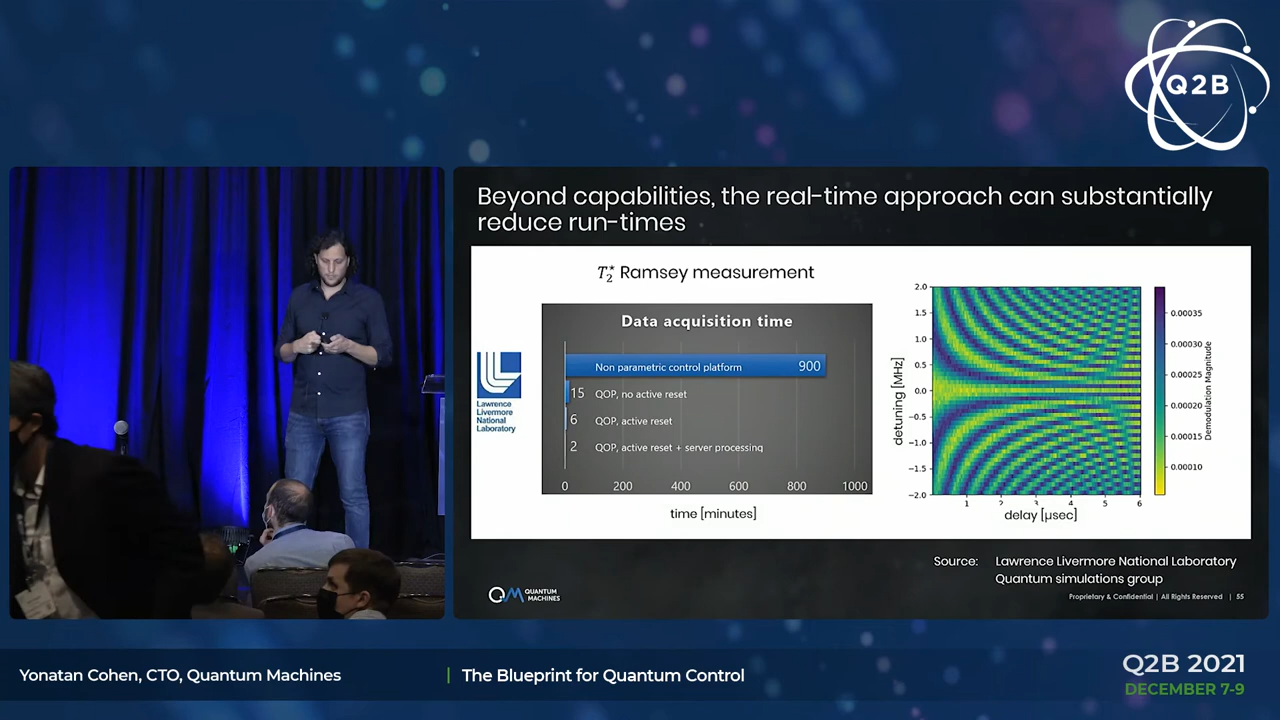 Q2B
Beyond capabilities, the real-time approach can substantially
reduce run-times
T₂* Ramsey measurement
Data acquisition time
Non parametric control platform 900
15 QOP, no active reset
6 QOP, active reset
2 QOP, active reset + server processing
0 200 400 600 800 1000
time [minutes]
Lawrence
Livermore
National
Laboratory
2.0
1.5
1.0
0.5
0.0
−0.5
−1.0
−1.5
−2.0
detuning [MHz]
1 2 3 4 5 6
delay [μsec]
0.00035
0.00030
0.00025
0.00020
0.00015
0.00010
Demodulation Magnitude
Source: Lawrence Livermore National Laboratory
Quantum simulations group
QM QUANTUM
MACHINES
Proprietary & Confidential | All Rights Reserved | 55
Yonatan Cohen, CTO, Quantum Machines
The Blueprint for Quantum Control
Q2B 2021
DECEMBER 7-9